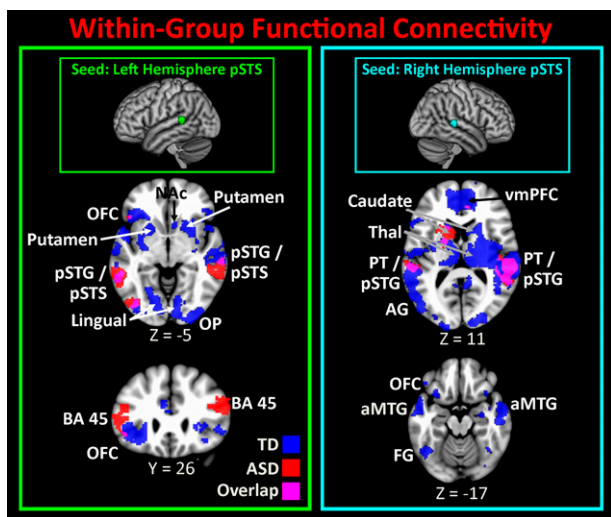 Within-Group Functional Connectivity
Seed: Left Hemisphere pSTS
NAc
OFC
Putamen
Putamen
pSTG /
pSTS
pSTG /
pSTS
Lingual
OP
Z = -5
BA 45
BA 45
OFC
Y = 26
TD
ASD
Overlap
Seed: Right Hemisphere pSTS
Caudate
vmPFC
Thal
PT /
pSTG
PT /
pSTG
AG
Z = 11
OFC
aMTG
aMTG
FG
Z = -17